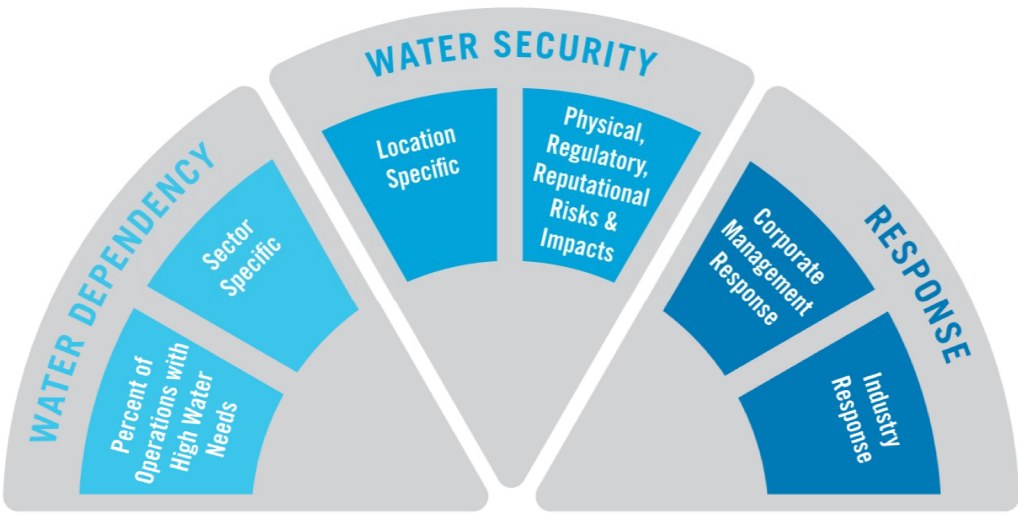 WATER DEPENDENCY
Percent of
Operations with
High Water
Needs
Sector
Specific
WATER SECURITY
Location
Specific
Physical,
Regulatory,
Reputational
Risks &
Impacts
RESPONSE
Corporate
Management
Response
Industry
Response